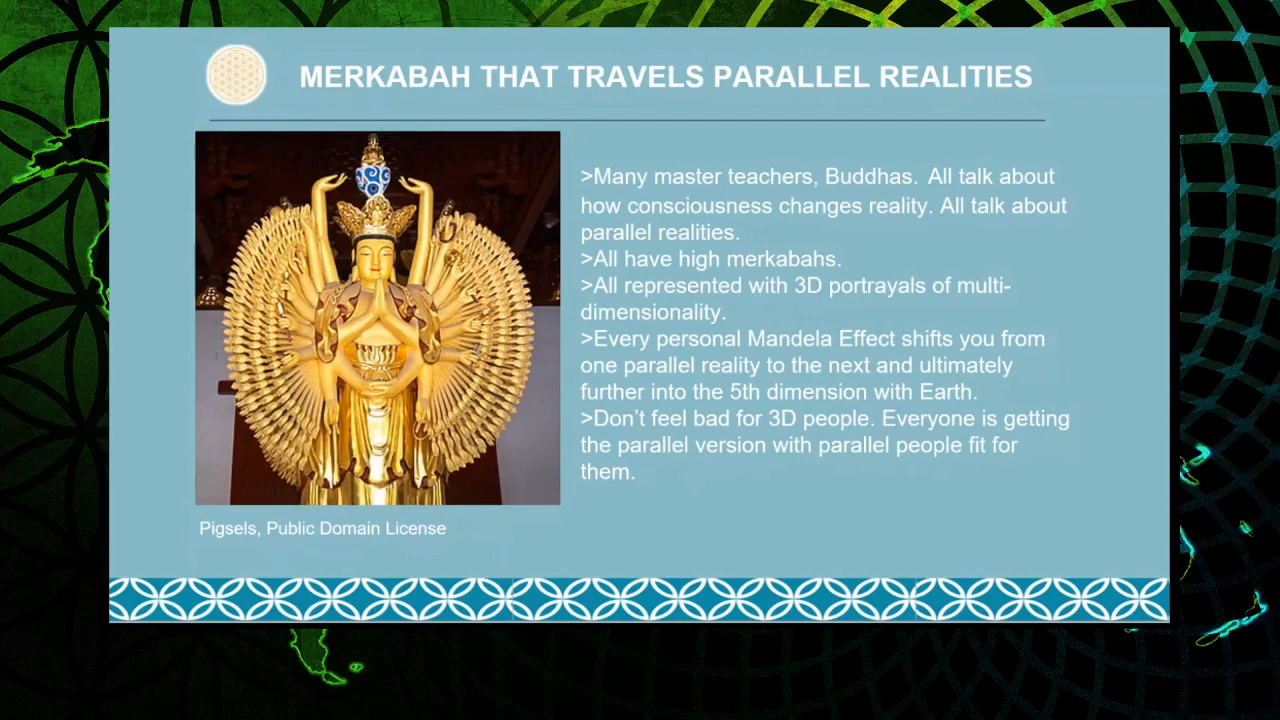 MERKABAH THAT TRAVELS PARALLEL REALITIES
>Many master teachers, Buddhas. All talk about
how consciousness changes reality. All talk about
parallel realities.
>All have high merkabahs.
>All represented with 3D portrayals of multi-
dimensionality.
>Every personal Mandela Effect shifts you from
one parallel reality to the next and ultimately
further into the 5th dimension with Earth.
>Don't feel bad for 3D people. Everyone is getting
the parallel version with parallel people fit for
them.
Pigsels, Public Domain License